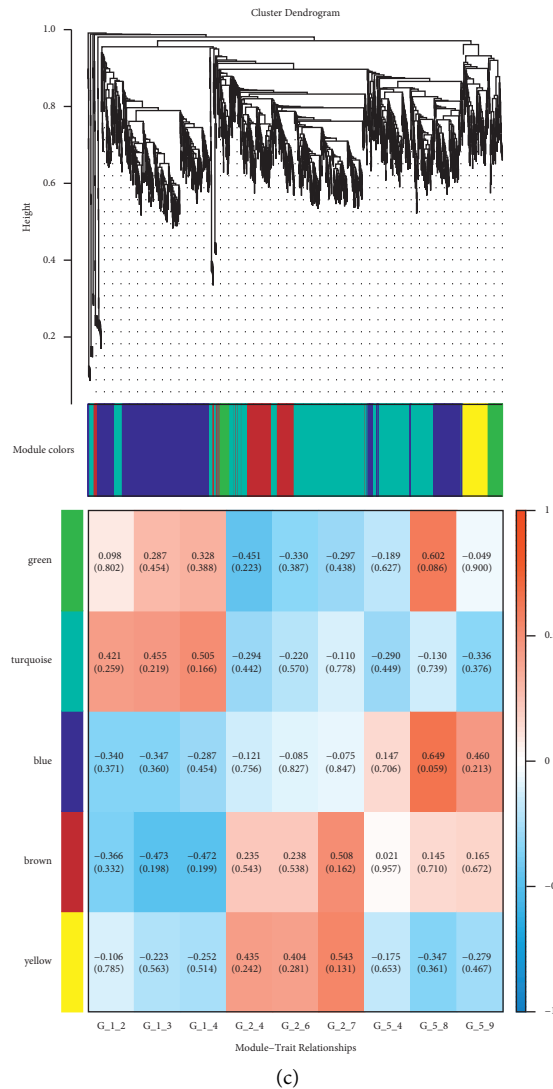 Cluster Dendrogram
1.0
0.8
0.6
0.4
0.2
Height
Module colors
green
turquoise
blue
brown
yellow
0.098 0.287 0.328 −0.451 −0.330 −0.297 −0.189 0.602 −0.049
(0.802) (0.454) (0.388) (0.223) (0.387) (0.438) (0.627) (0.086) (0.900)
0.421 0.455 0.505 −0.294 −0.220 −0.110 −0.290 −0.130 −0.336
(0.259) (0.219) (0.166) (0.442) (0.570) (0.778) (0.449) (0.739) (0.376)
−0.340 −0.347 −0.287 −0.121 −0.085 −0.075 0.147 0.649 0.460
(0.371) (0.360) (0.454) (0.756) (0.827) (0.847) (0.706) (0.059) (0.213)
−0.366 −0.473 −0.472 0.235 0.238 0.508 0.021 0.145 0.165
(0.332) (0.198) (0.199) (0.543) (0.538) (0.162) (0.957) (0.710) (0.672)
−0.106 −0.223 −0.252 0.435 0.404 0.543 −0.175 −0.347 −0.279
(0.785) (0.563) (0.514) (0.242) (0.281) (0.131) (0.653) (0.361) (0.467)
1
0
G_1_2 G_1_3 G_1_4 G_2_4 G_2_6 G_2_7 G_5_4 G_5_8 G_5_9
Module−Trait Relationships
(c)